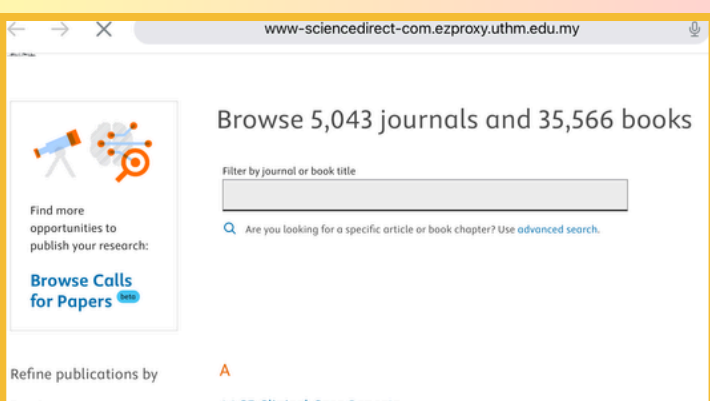 www-sciencedirect-com.ezproxy.uthm.edu.my
Browse 5,043 journals and 35,566 books
Filter by journal or book title
Are you looking for a specific article or book chapter? Use advanced search.
Find more
opportunities to
publish your research:
Browse Calls
for Papers beta
Refine publications by
A